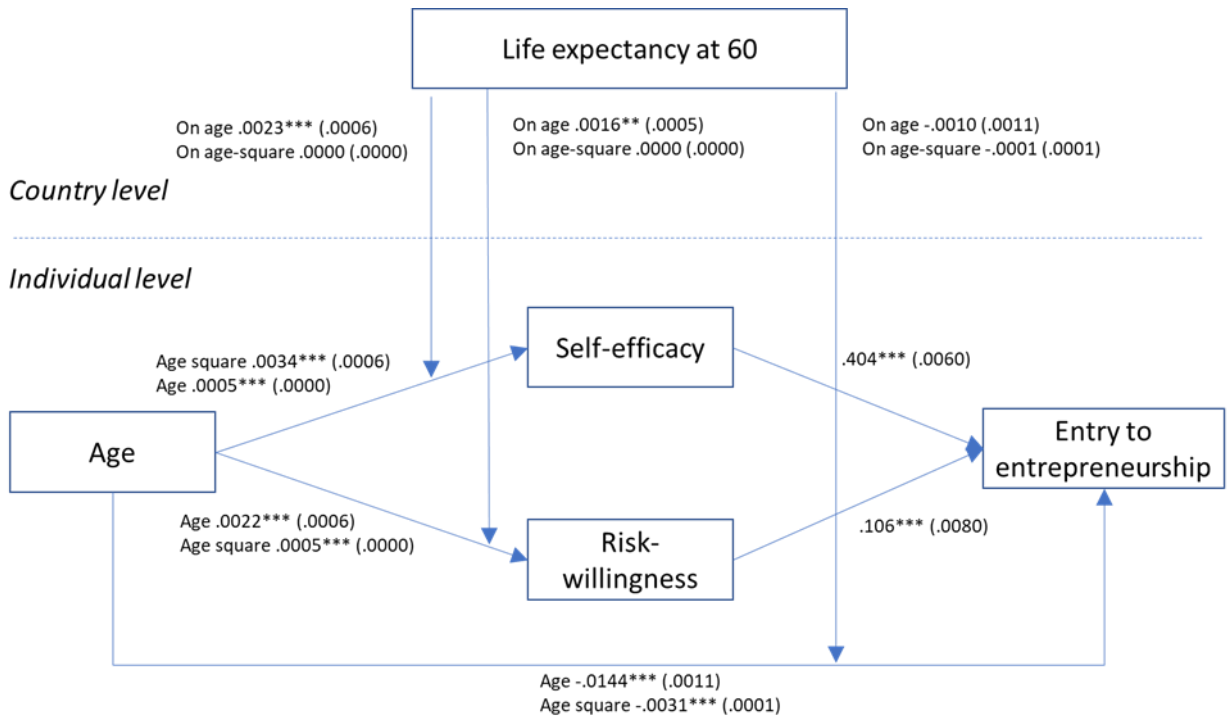 Life expectancy at 60
On age .0023*** (.0006)
On age-square .0000 (.0000)
On age .0016** (.0005)
On age-square .0000 (.0000)
On age -.0010 (.0011)
On age-square -.0001 (.0001)
Country level
Individual level
Self-efficacy
Age square .0034*** (.0006)
Age .0005*** (.0000)
.404*** (.0060)
Age
Entry to
entrepreneurship
Age .0022*** (.0006)
Age square .0005*** (.0000)
Risk-
willingness
.106*** (.0080)
Age -.0144*** (.0011)
Age square -.0031*** (.0001)